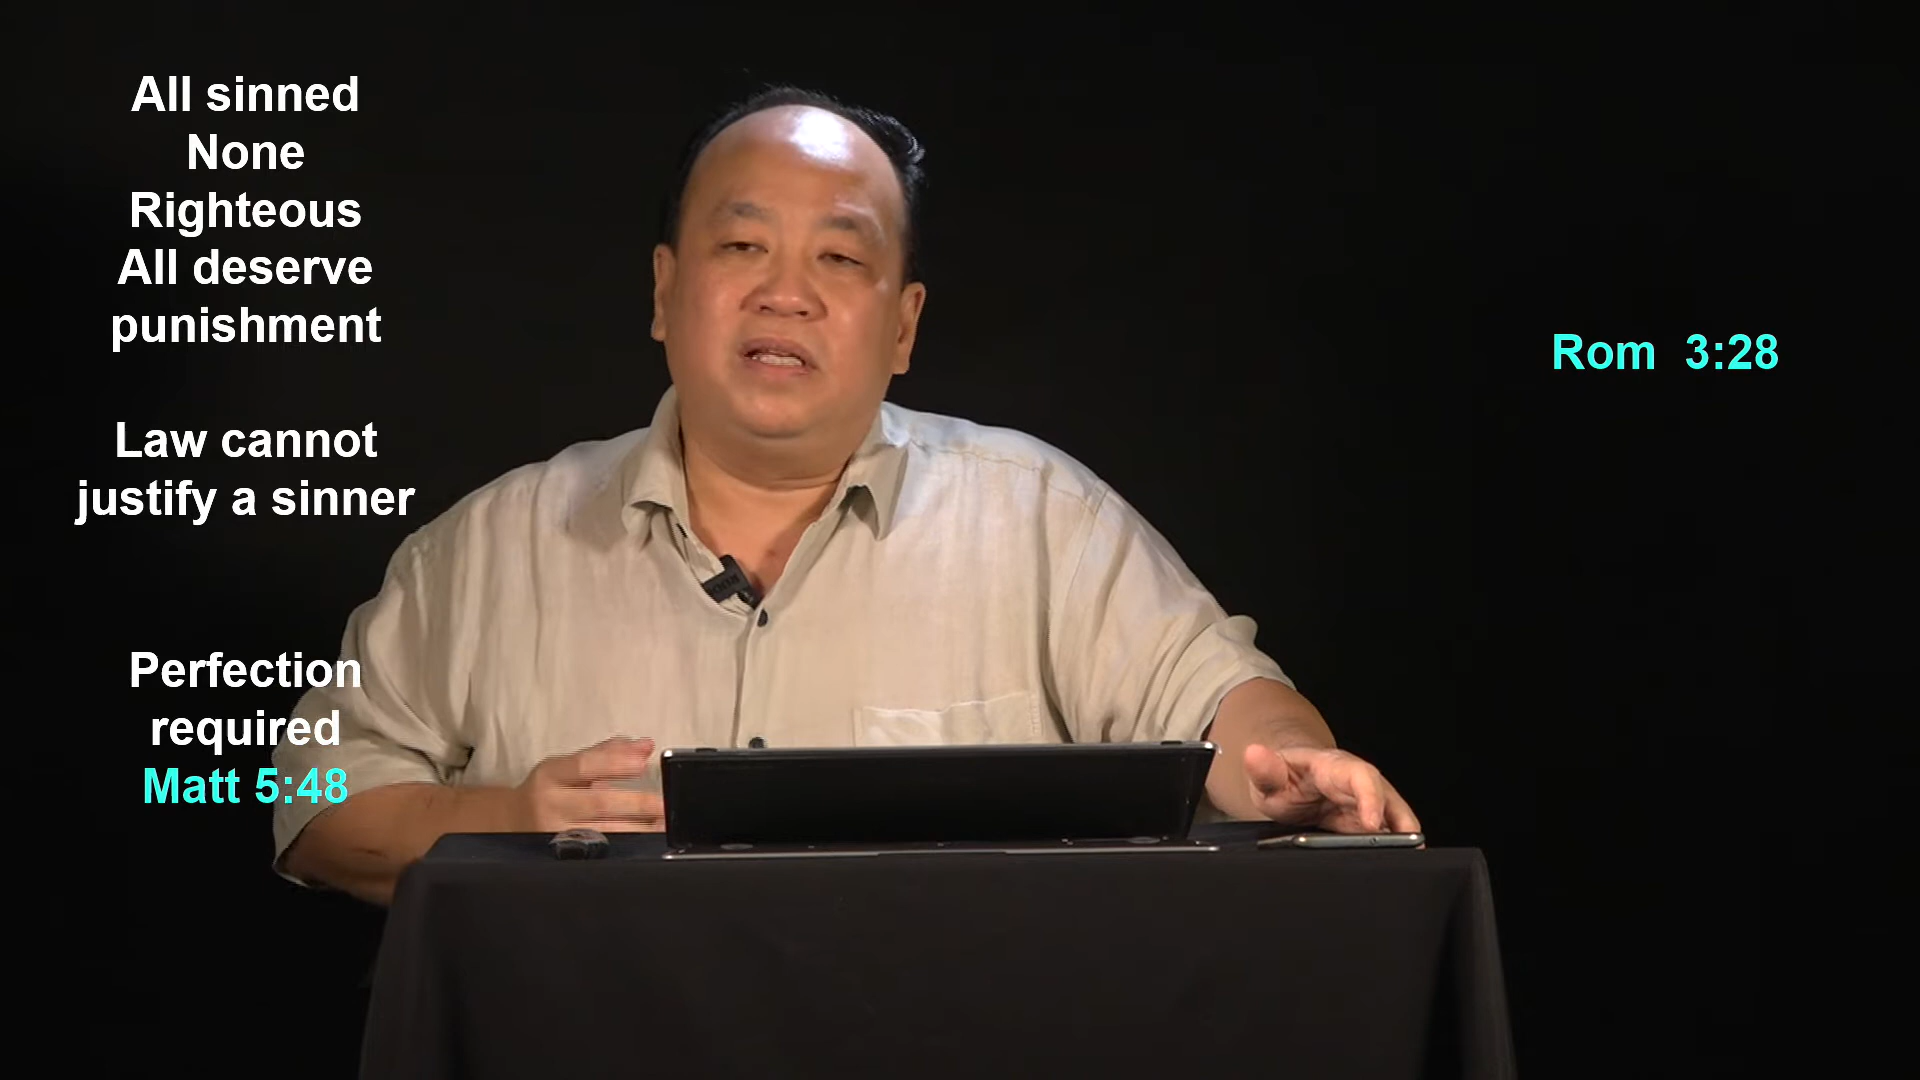 All sinned
None
Righteous
All deserve
punishment
Law cannot
justify a sinner
Perfection
required
Matt 5:48
Rom 3:28